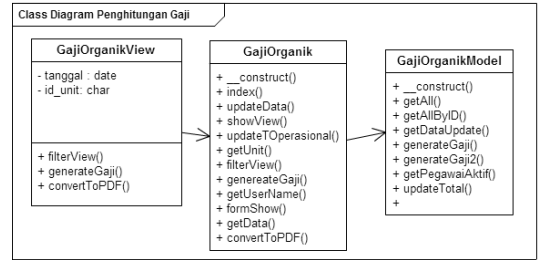 Class Diagram Penghitungan Gaji
GajiOrganikView
- tanggal : date
- id_unit: char
+ filterView()
+ generateGaji()
+ convertToPDF()
GajiOrganik
+ __construct()
+ index()
+ updateData()
+ showView()
+ updateTOperasional()
+ getUnit()
+ filterView()
+ genereateGaji()
+ getUserName()
+ formShow()
+ getData()
+ convertToPDF()
GajiOrganikModel
+ __construct()
+ getAll()
+ getAllByID()
+ getDataUpdate()
+ generateGaji()
+ generateGaji2()
+ getPegawaiAktif()
+ updateTotal()
+